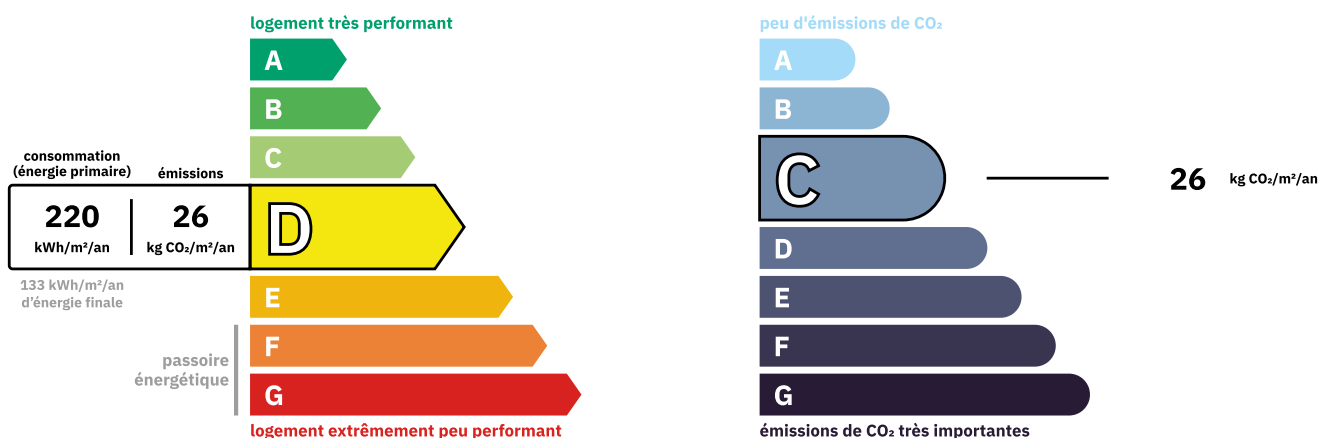 logement très performant
A
B
C
consommation
(énergie primaire)
émissions
220
kWh/m²/an
26
kg CO₂/m²/an
D
133 kWh/m²/an
d’énergie finale
E
F
passoire
énergétique
G
logement extrêmement peu performant
peu d'émissions de CO₂
A
B
C
26 kg CO₂/m²/an
D
E
F
G
émissions de CO₂ très importantes